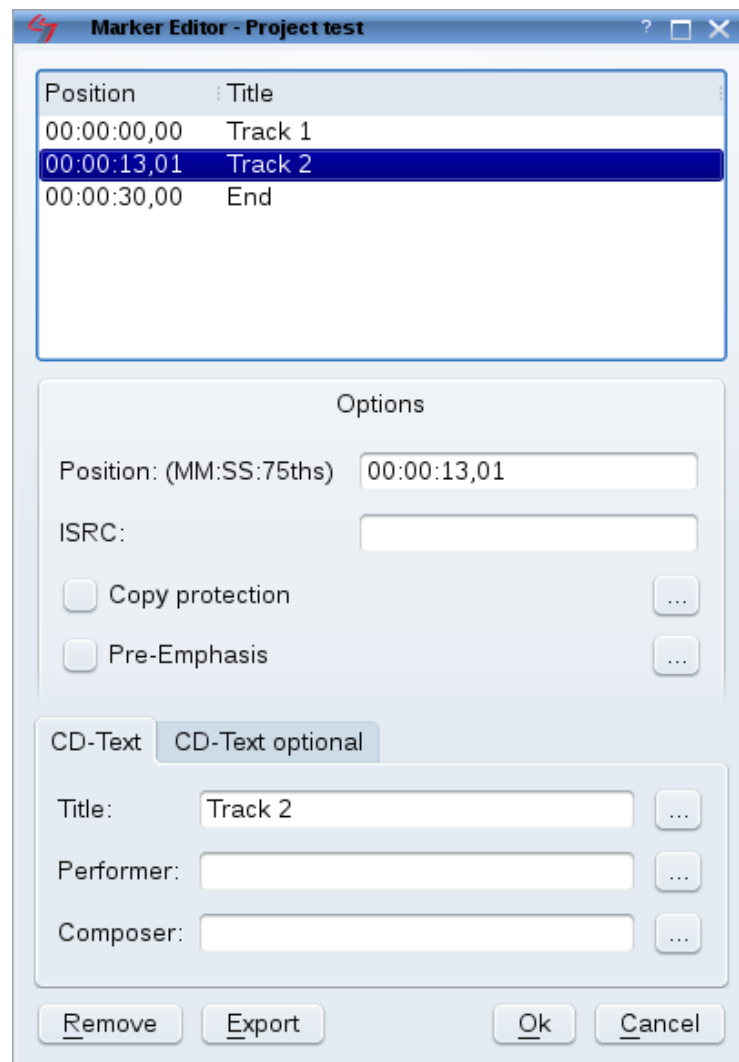 Marker Editor - Project test ?
Position Title
00:00:00,00 Track 1
00:00:13,01 Track 2
00:00:30,00 End
Options
Position: (MM:SS:75ths) 00:00:13,01
ISRC:
Copy protection ...
Pre-Emphasis ...
CD-Text CD-Text optional
Title: Track 2 ...
Performer: ...
Composer: ...
Remove Export Ok Cancel